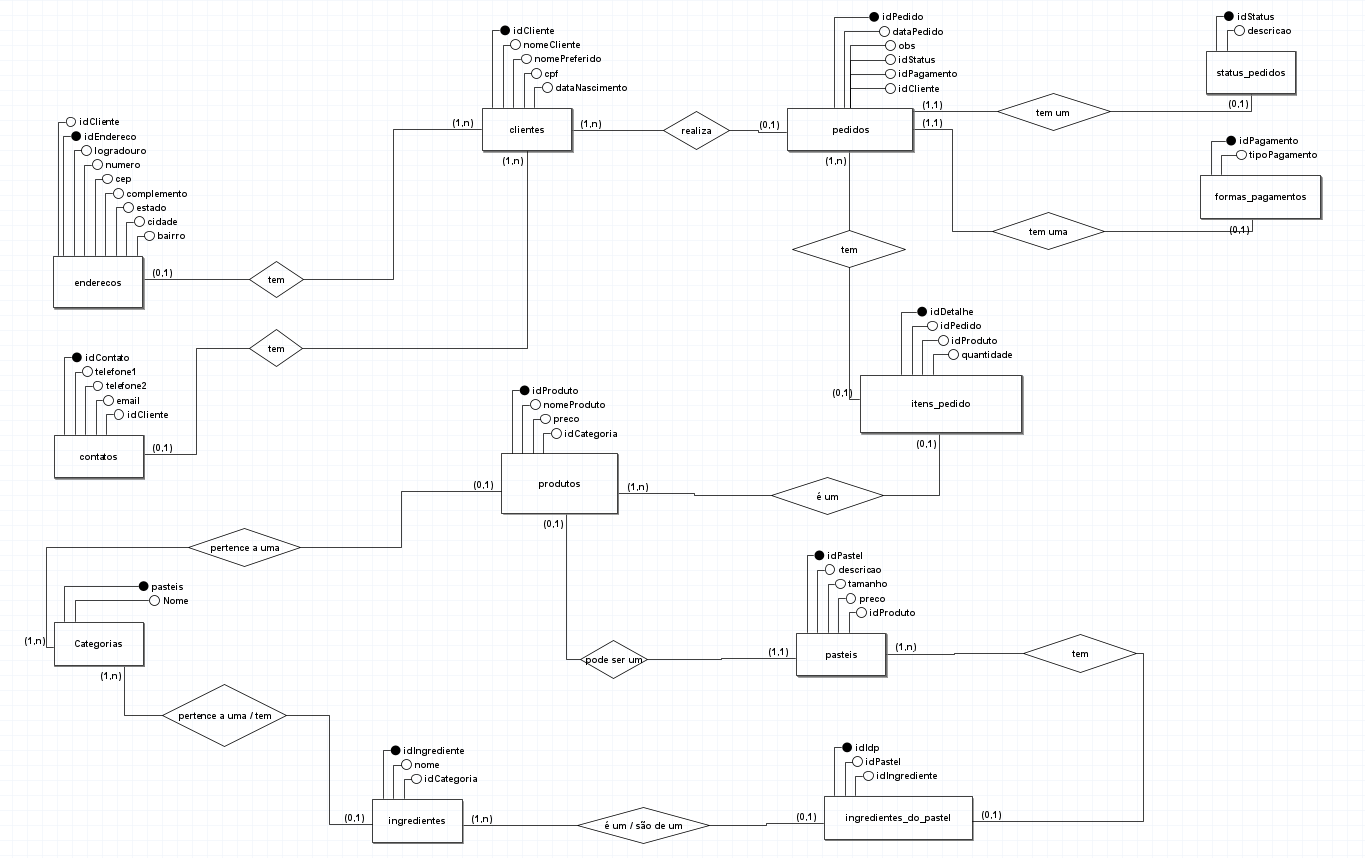 idCliente
nomeCliente
nomePreferido
cpf
dataNascimento
clientes
(1,n)
(1,n)
(1,n)
realiza
(0,1)
idPedido
dataPedido
obs
idStatus
idPagamento
idCliente
pedidos
(1,1)
(1,1)
(1,n)
tem um
idStatus
descricao
status_pedidos
(0,1)
idPagamento
tipoPagamento
formas_pagamentos
(0,1)
tem uma
idCliente
idEndereco
logradouro
numero
cep
complemento
estado
cidade
bairro
enderecos
(0,1)
tem
tem
tem
idContato
telefone1
telefone2
email
idCliente
contatos
(0,1)
idDetalhe
idPedido
idProduto
quantidade
itens_pedido
(0,1)
(0,1)
idProduto
nomeProduto
preco
idCategoria
produtos
(0,1)
(1,n)
(0,1)
é um
pertence a uma
pasteis
Nome
Categorias
(1,n)
(1,n)
pode ser um
idPastel
descricao
tamanho
preco
idProduto
pasteis
(1,1)
(1,n)
tem
pertence a uma / tem
idIngrediente
nome
idCategoria
ingredientes
(0,1)
(1,n)
é um / são de um
idIdp
idPastel
idIngrediente
ingredientes_do_pastel
(0,1)
(0,1)